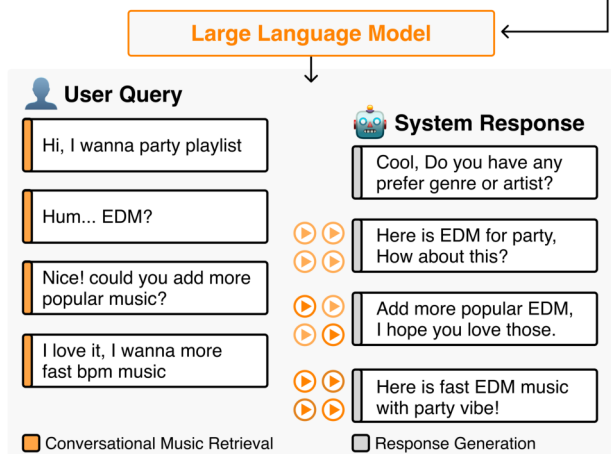 Large Language Model
User Query
Hi, I wanna party playlist
Hum... EDM?
Nice! could you add more
popular music?
I love it, I wanna more
fast bpm music
System Response
Cool, Do you have any
prefer genre or artist?
Here is EDM for party,
How about this?
Add more popular EDM,
I hope you love those.
Here is fast EDM music
with party vibe!
Conversational Music Retrieval
Response Generation